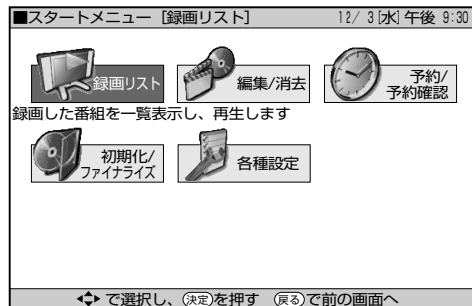 ■スタートメニュー［録画リスト］ 12/ 3[水]午後 9:30
録画リスト
編集/消去
予約/
予約確認
録画した番組を一覧表示し、再生します
初期化/
ファイナライズ
各種設定
で選択し、決定を押す 戻るで前の画面へ